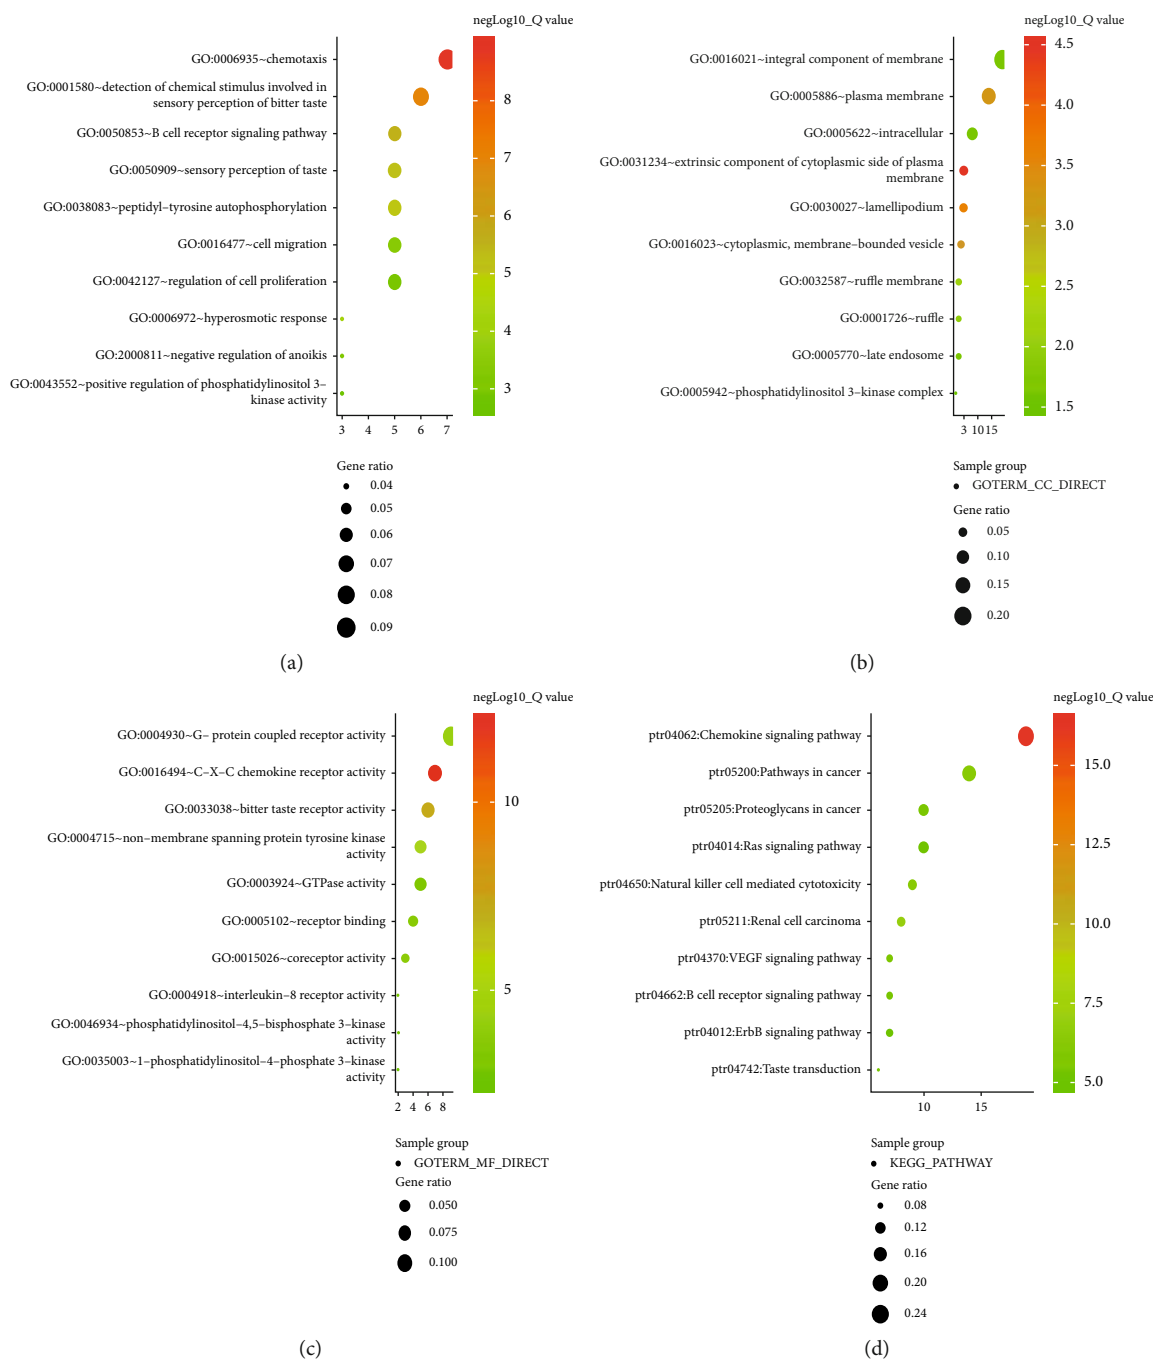 negLog10_Q value
GO:0006935~chemotaxis
GO:0001580~detection of chemical stimulus involved in
sensory perception of bitter taste
GO:0050853~B cell receptor signaling pathway
GO:0050909~sensory perception of taste
GO:0038083~peptidyl−tyrosine autophosphorylation
GO:0016477~cell migration
GO:0042127~regulation of cell proliferation
GO:0006972~hyperosmotic response
GO:2000811~negative regulation of anoikis
GO:0043552~positive regulation of phosphatidylinositol 3−
kinase activity
8
7
6
5
4
3
3 4 5 6 7
Gene ratio
0.04
0.05
0.06
0.07
0.08
0.09
(a)
negLog10_Q value
GO:0016021~integral component of membrane
GO:0005886~plasma membrane
GO:0005622~intracellular
GO:0031234~extrinsic component of cytoplasmic side of plasma
membrane
GO:0030027~lamellipodium
GO:0016023~cytoplasmic, membrane−bounded vesicle
GO:0032587~ruffle membrane
GO:0001726~ruffle
GO:0005770~late endosome
GO:0005942~phosphatidylinositol 3−kinase complex
4.5
4.0
3.5
3.0
2.5
2.0
1.5
3 10 15
Sample group
GOTERM_CC_DIRECT
Gene ratio
0.05
0.10
0.15
0.20
(b)
negLog10_Q value
GO:0004930~G− protein coupled receptor activity
GO:0016494~C−X−C chemokine receptor activity
GO:0033038~bitter taste receptor activity
GO:0004715~non−membrane spanning protein tyrosine kinase
activity
GO:0003924~GTPase activity
GO:0005102~receptor binding
GO:0015026~coreceptor activity
GO:0004918~interleukin−8 receptor activity
GO:0046934~phosphatidylinositol−4,5−bisphosphate 3−kinase
activity
GO:0035003~1−phosphatidylinositol−4−phosphate 3−kinase
activity
10
5
2 4 6 8
Sample group
GOTERM_MF_DIRECT
Gene ratio
0.050
0.075
0.100
(c)
negLog10_Q value
ptr04062:Chemokine signaling pathway
ptr05200:Pathways in cancer
ptr05205:Proteoglycans in cancer
ptr04014:Ras signaling pathway
ptr04650:Natural killer cell mediated cytotoxicity
ptr05211:Renal cell carcinoma
ptr04370:VEGF signaling pathway
ptr04662:B cell receptor signaling pathway
ptr04012:ErbB signaling pathway
ptr04742:Taste transduction
15.0
12.5
10.0
7.5
5.0
10 15
Sample group
KEGG_PATHWAY
Gene ratio
0.08
0.12
0.16
0.20
0.24
(d)